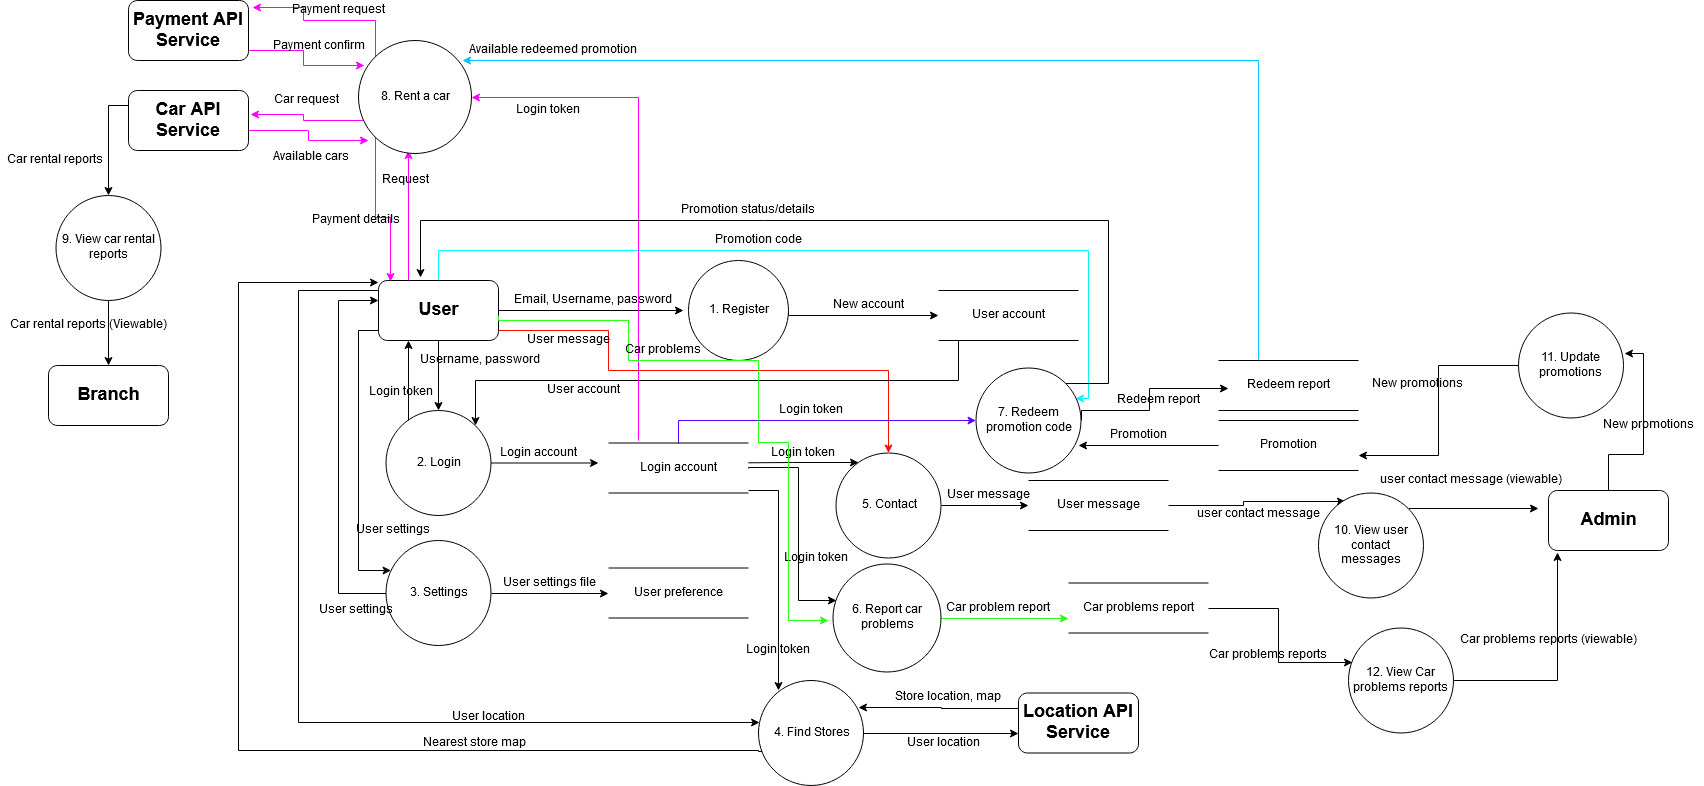 Payment request
Payment API
Service
Payment confirm
Available redeemed promotion
8. Rent a car
Car API
Service
Car request
Login token
Available cars
Car rental reports
Request
Payment details
Promotion status/details
Promotion code
9. View car rental
reports
User
Email, Username, password
1. Register
New account
User account
Car rental reports (Viewable)
User message
Car problems
Username, password
11. Update
promotions
Branch
Login token
User account
Redeem report
New promotions
Redeem report
Login token
7. Redeem
promotion code
Promotion
Promotion
New promotions
2. Login
Login account
Login account
Login token
5. Contact
User message
User message
user contact message (viewable)
user contact message
Admin
10. View user
contact
messages
User settings
Login token
3. Settings
User settings file
User preference
User settings
6. Report car
problems
Car problem report
Car problems report
Login token
Car problems reports
Car problems reports (viewable)
12. View Car
problems reports
Store location, map
User location
4. Find Stores
Location API
Service
Nearest store map
User location